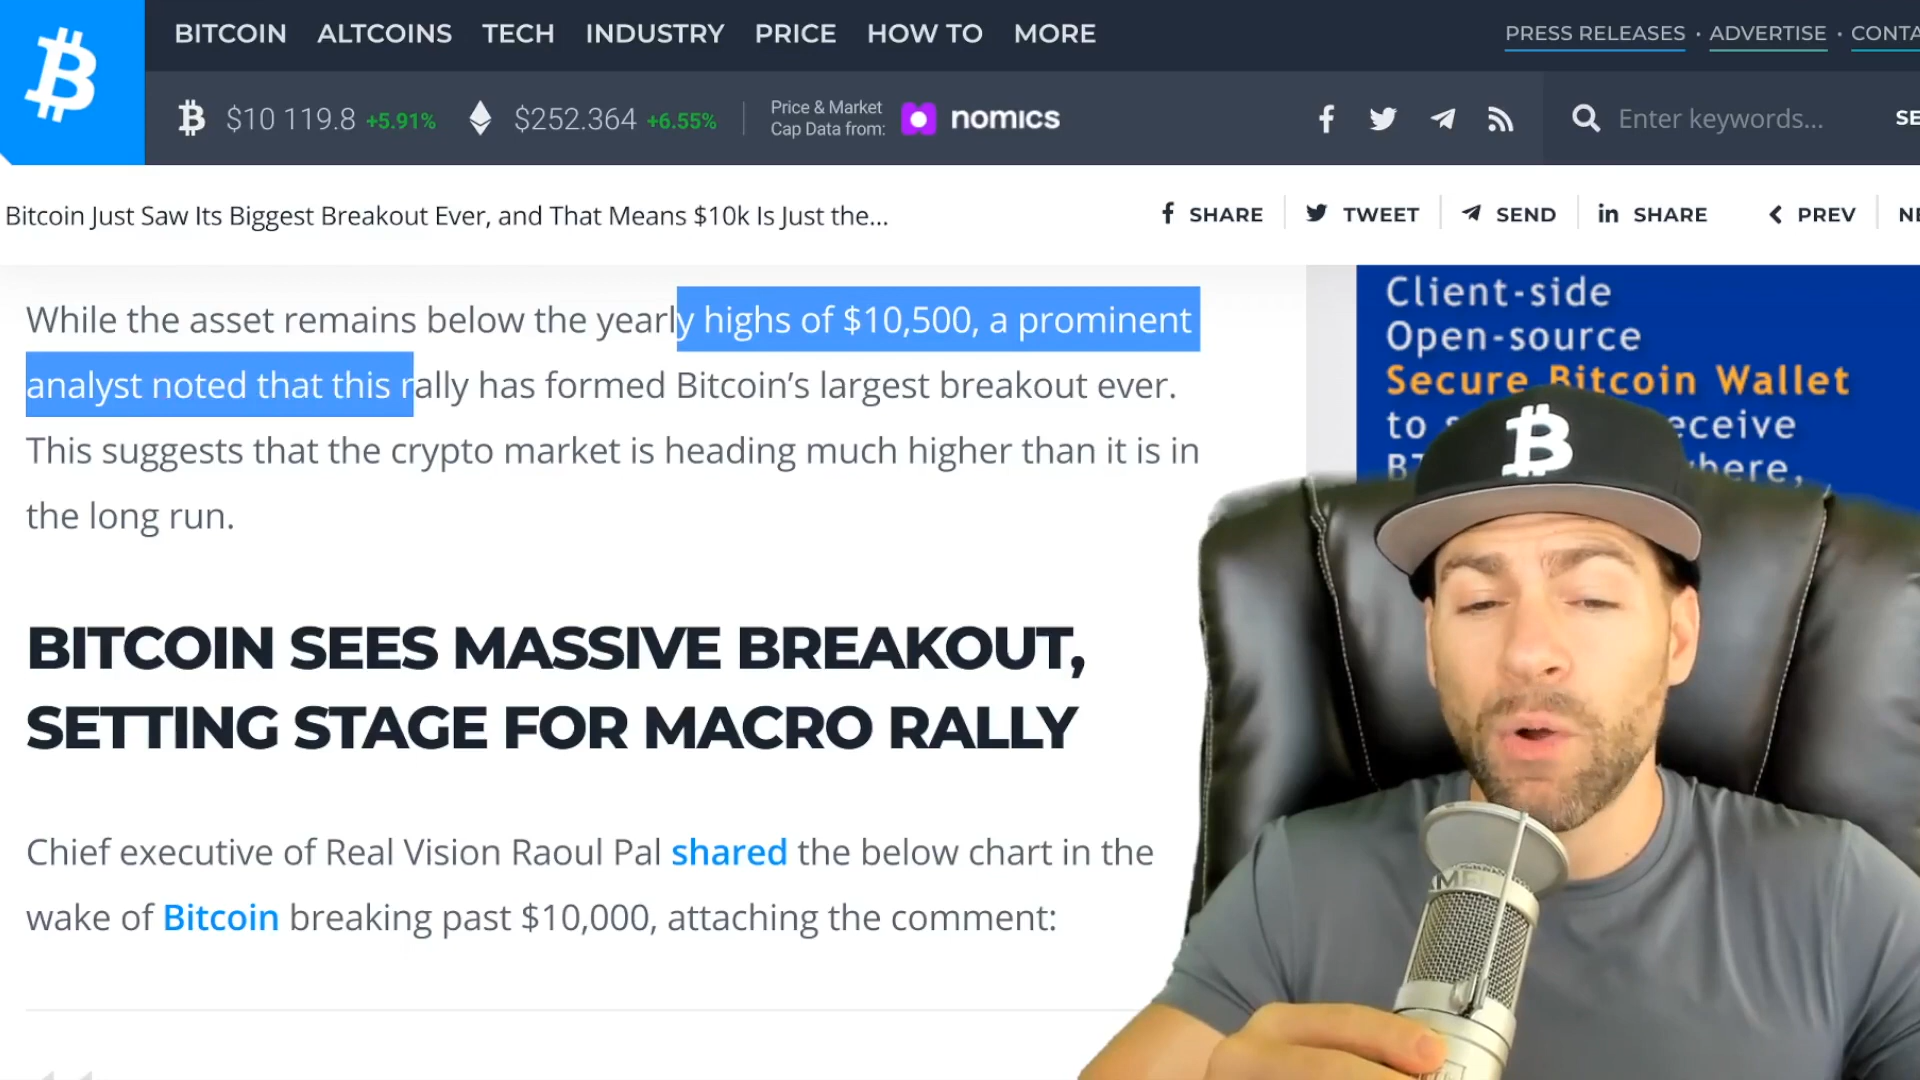 BITCOIN ALTCOINS TECH INDUSTRY PRICE HOW TO MORE
PRESS RELEASES · ADVERTISE ·
$10 119.8 +5.91% $252.364 +6.55%
Price & Market
Cap Data from:
nomics
Enter keywords...
Bitcoin Just Saw Its Biggest Breakout Ever, and That Means $10k Is Just the...
SHARE TWEET SEND in SHARE PREV
While the asset remains below the yearly highs of $10,500, a prominent
analyst noted that this rally has formed Bitcoin’s largest breakout ever.
This suggests that the crypto market is heading much higher than it is in
the long run.
Client-side
Open-source
Secure Bitcoin Wallet
to
BITCOIN SEES MASSIVE BREAKOUT,
SETTING STAGE FOR MACRO RALLY
Chief executive of Real Vision Raoul Pal shared the below chart in the
wake of Bitcoin breaking past $10,000, attaching the comment: